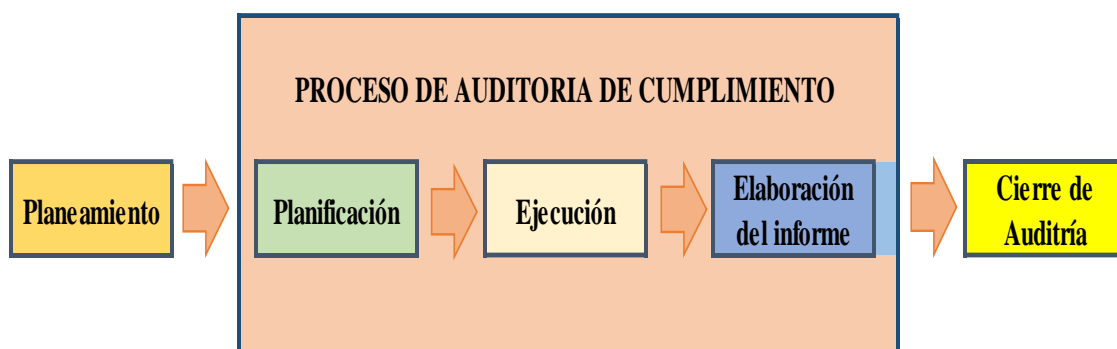 PROCESO DE AUDITORIA DE CUMPLIMIENTO
Planeamiento
Planificación
Ejecución
Elaboración
del informe
Cierre de
Auditría